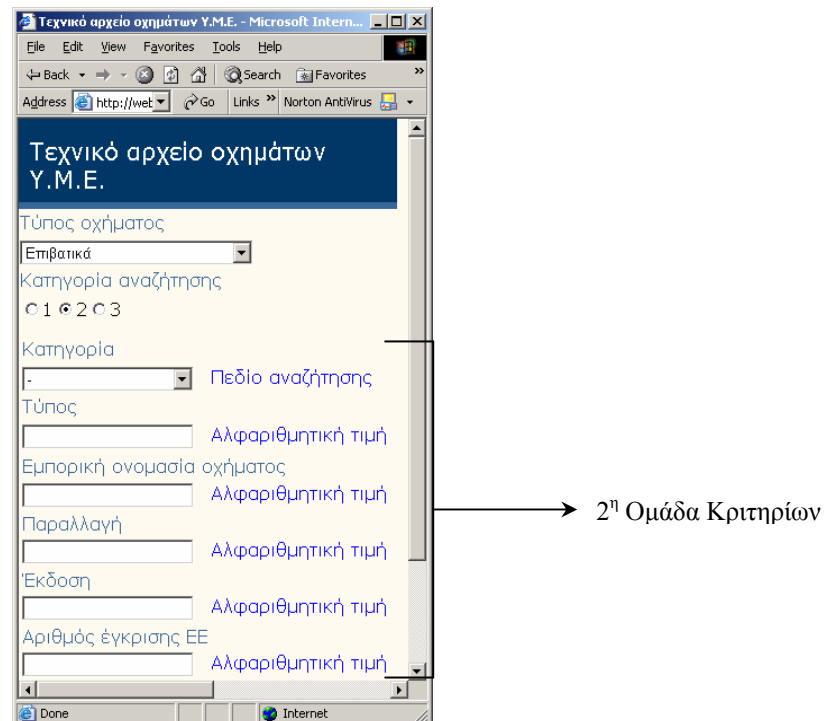 Τεχνικό αρχείο οχημάτων Υ.Μ.Ε. - Microsoft Intern...
File Edit View Favorites Tools Help
Back Search Favorites »
Address http://wet Go Links » Norton AntiVirus
Τεχνικό αρχείο οχημάτων
Υ.Μ.Ε.
Τύπος οχήματος
Επιβατικά
Κατηγορία αναζήτησης
1 2 3
Κατηγορία
- Πεδίο αναζήτησης
Τύπος
Αλφαριθμητική τιμή
Εμπορική ονομασία οχήματος
Αλφαριθμητική τιμή
Παραλλαγή
Αλφαριθμητική τιμή
Έκδοση
Αλφαριθμητική τιμή
Αριθμός έγκρισης ΕΕ
Αλφαριθμητική τιμή
Done Internet
2η Ομάδα Κριτηρίων